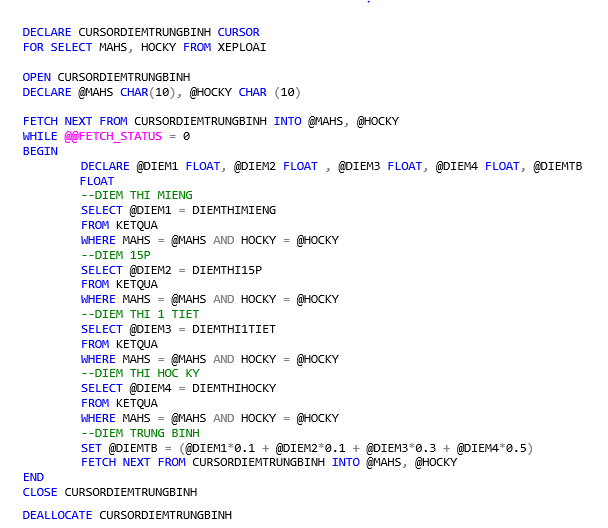 DECLARE CURSORDIEMTRUNGBINH CURSOR
FOR SELECT MAHS, HOCKY FROM XEPLOAI
OPEN CURSORDIEMTRUNGBINH
DECLARE @MAHS CHAR(10), @HOCKY CHAR (10)
FETCH NEXT FROM CURSORDIEMTRUNGBINH INTO @MAHS, @HOCKY
WHILE @@FETCH_STATUS = 0
BEGIN
DECLARE @DIEM1 FLOAT, @DIEM2 FLOAT , @DIEM3 FLOAT, @DIEM4 FLOAT, @DIEMTB
FLOAT
--DIEM THI MIENG
SELECT @DIEM1 = DIEMTHIMIENG
FROM KETQUA
WHERE MAHS = @MAHS AND HOCKY = @HOCKY
--DIEM 15P
SELECT @DIEM2 = DIEMTHI15P
FROM KETQUA
WHERE MAHS = @MAHS AND HOCKY = @HOCKY
--DIEM THI 1 TIET
SELECT @DIEM3 = DIEMTHI1TIET
FROM KETQUA
WHERE MAHS = @MAHS AND HOCKY = @HOCKY
--DIEM THI HOC KY
SELECT @DIEM4 = DIEMTHIHOCKY
FROM KETQUA
WHERE MAHS = @MAHS AND HOCKY = @HOCKY
--DIEM TRUNG BINH
SET @DIEMTB = (@DIEM1*0.1 + @DIEM2*0.1 + @DIEM3*0.3 + @DIEM4*0.5)
FETCH NEXT FROM CURSORDIEMTRUNGBINH INTO @MAHS, @HOCKY
END
CLOSE CURSORDIEMTRUNGBINH
DEALLOCATE CURSORDIEMTRUNGBINH